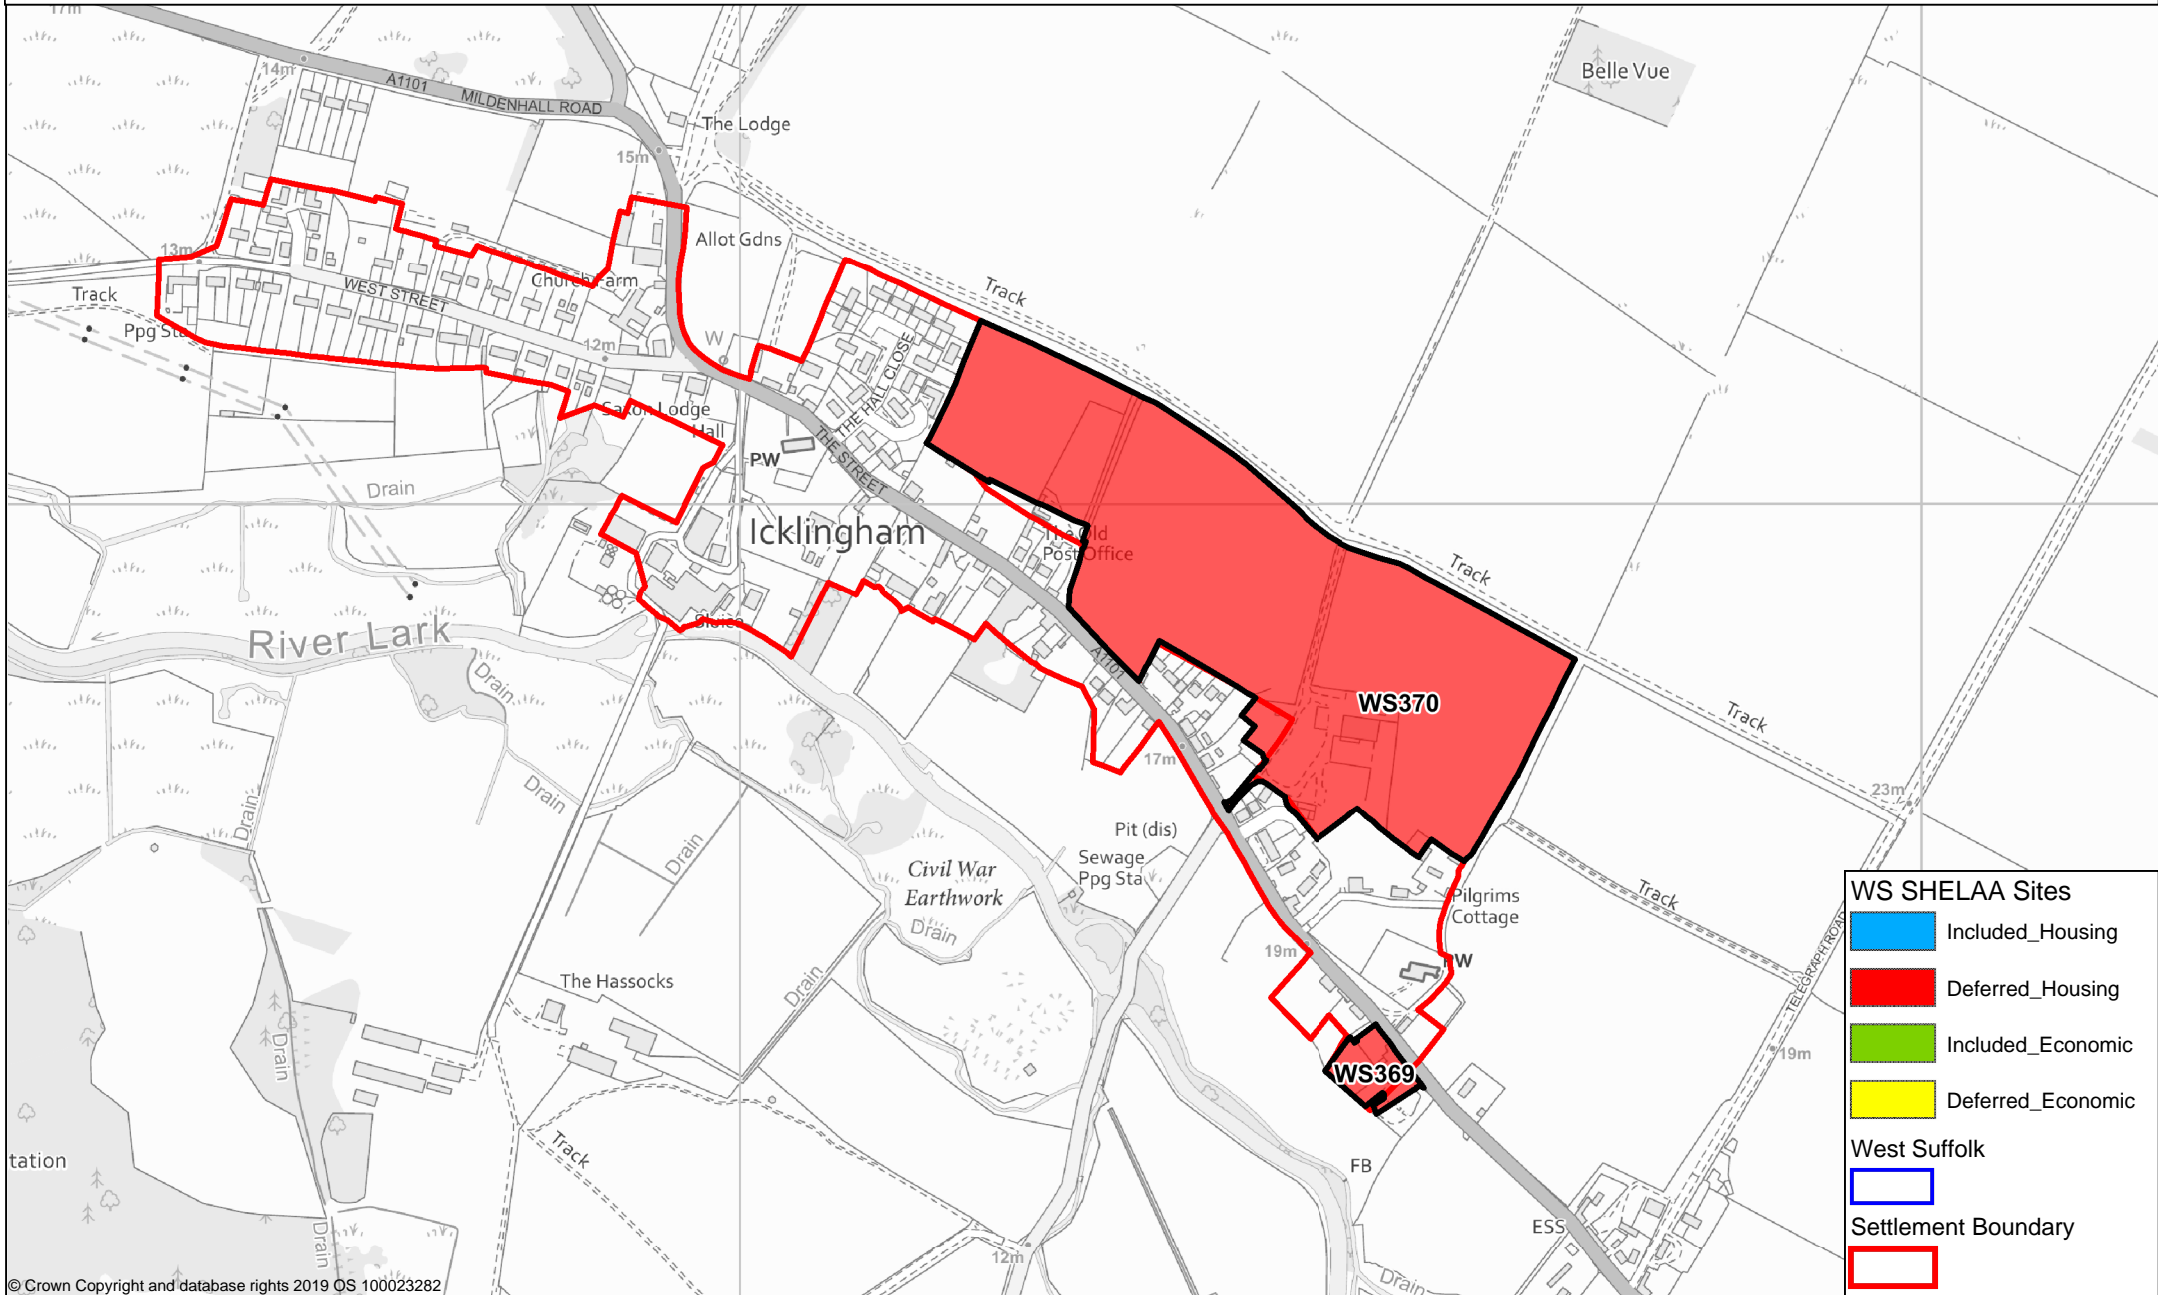 17m
14m
A1101
MILDENHALL ROAD
Belle Vue
The Lodge
15m
Allot Gdns
13m
Track
Church Farm
WEST STREET
Track
Ppg Sta
12m
W
THE HALL CLOSE
Saxon Lodge
Hall
PW
THE STREET
Drain
Icklingham
The Old
Post Office
Track
Sluice
River Lark
Drain
A1101
WS370
Track
17m
Drain
Drain
23m
Pit (dis)
Sewage
Ppg Sta
Drain
Civil War
Earthwork
Drain
Track
Pilgrims
Cottage
19m
PW
The Hassocks
Drain
TELEGRAPH ROAD
Drain
19m
WS369
Track
tation
FB
ESS
Drain
12m
Drain
WS SHELAA Sites
Included_Housing
Deferred_Housing
Included_Economic
Deferred_Economic
West Suffolk
Settlement Boundary
© Crown Copyright and database rights 2019 OS 100023282